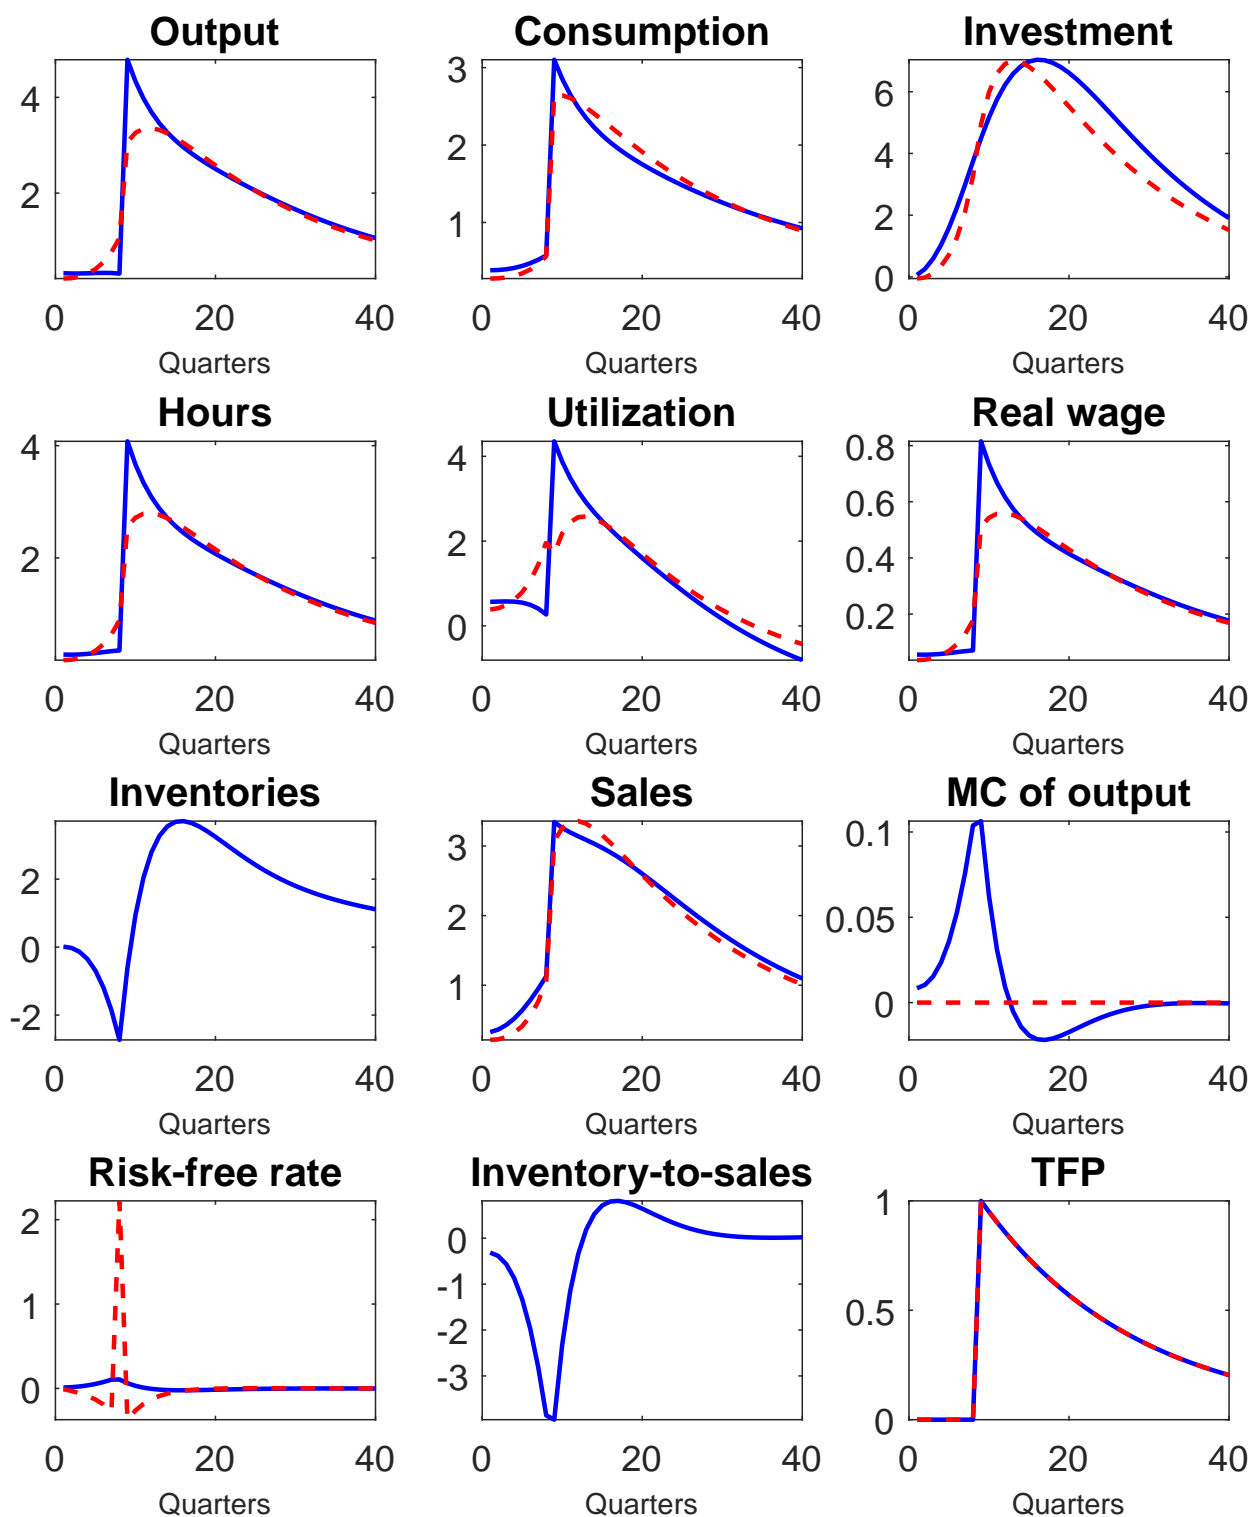 Output Consumption Investment
4 3 6
2 2 4
1 2
0
0 20 40 0 20 40 0 20 40
Quarters Quarters Quarters
Hours Utilization Real wage
4 4 0.8
2 2 0.6
0 0.4
0.2
0 20 40 0 20 40 0 20 40
Quarters Quarters Quarters
Inventories Sales MC of output
2 3 0.1
0 2 0.05
-2 1 0
0 20 40 0 20 40 0 20 40
Quarters Quarters Quarters
Risk-free rate Inventory-to-sales TFP
2 0 1
1 -1 0.5
0 -2 0
-3
0 20 40 0 20 40 0 20 40
Quarters Quarters Quarters